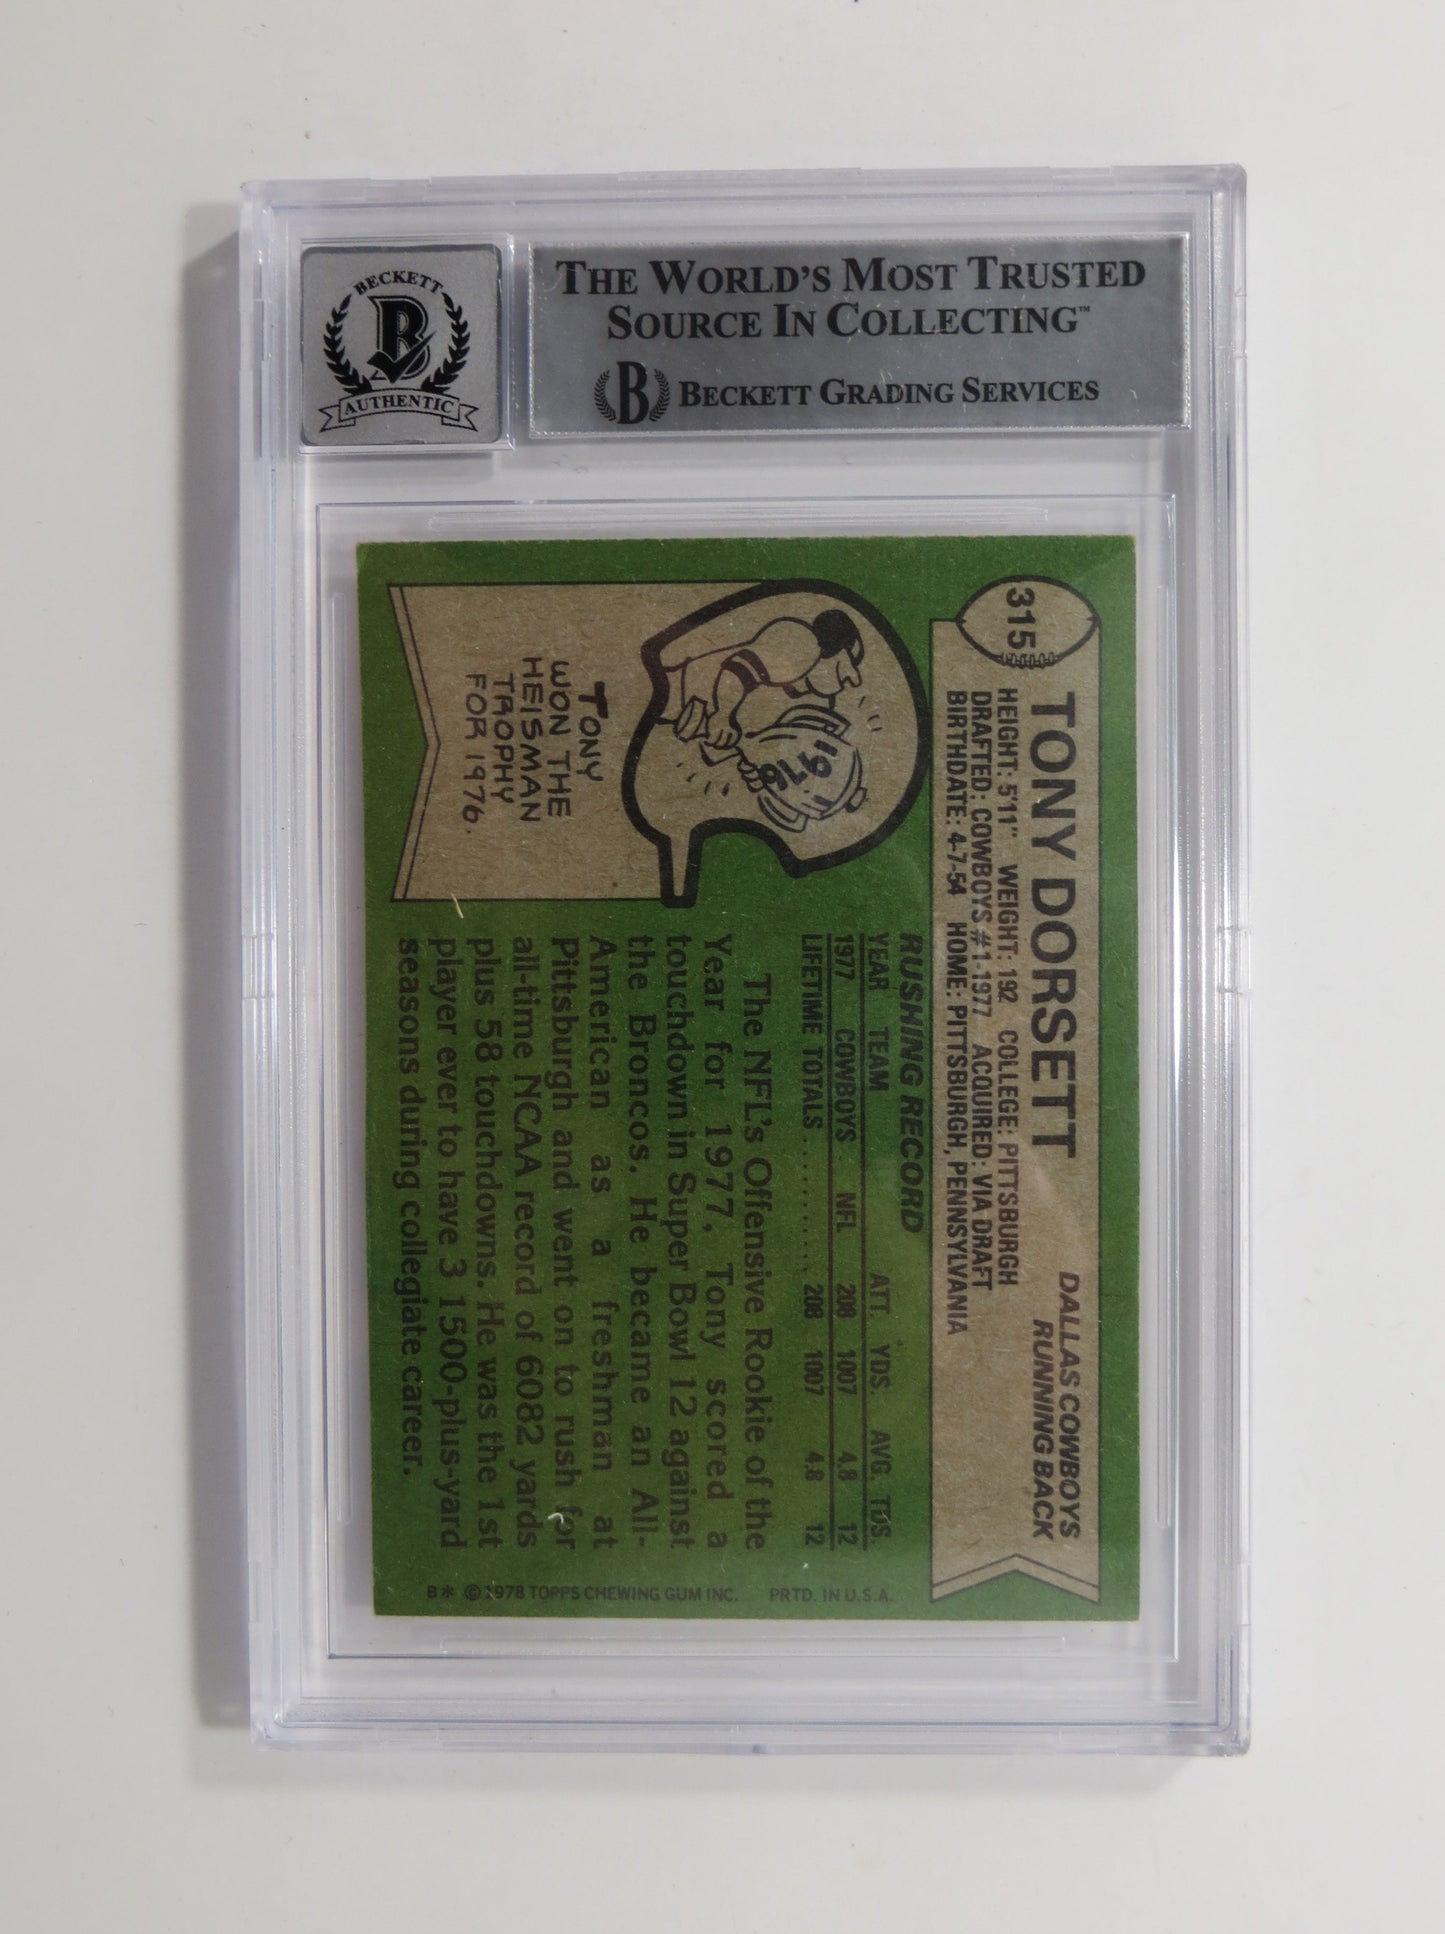 BECKETT
B
AUTHENTIC
THE WORLD'S MOST TRUSTED
SOURCE IN COLLECTING™
B BECKETT GRADING SERVICES
315
TONY DORSETT
DALLAS COWBOYS
RUNNING BACK
HEIGHT: 5'11" WEIGHT: 192 COLLEGE: PITTSBURGH
DRAFTED: COWBOYS #1-1977 ACQUIRED: VIA DRAFT
BIRTHDATE: 4-7-54 HOME: PITTSBURGH, PENNSYLVANIA
1976
TONY
WON THE
HEISMAN
TROPHY
FOR 1976.
RUSHING RECORD
YEAR TEAM ATT. YDS. AVG. TDS.
1977 COWBOYS NFL 208 1007 4.8 12
LIFETIME TOTALS .......... 208 1007 4.8 12
The NFL's Offensive Rookie of the
Year for 1977, Tony scored a
touchdown in Super Bowl 12 against
the Broncos. He became an All-
American as a freshman at
Pittsburgh and went on to rush for
all-time NCAA record of 6082 yards
plus 58 touchdowns. He was the 1st
player ever to have 3 1500-plus-yard
seasons during collegiate career.
B* © 1978 TOPPS CHEWING GUM INC. PRTD. IN U.S.A.